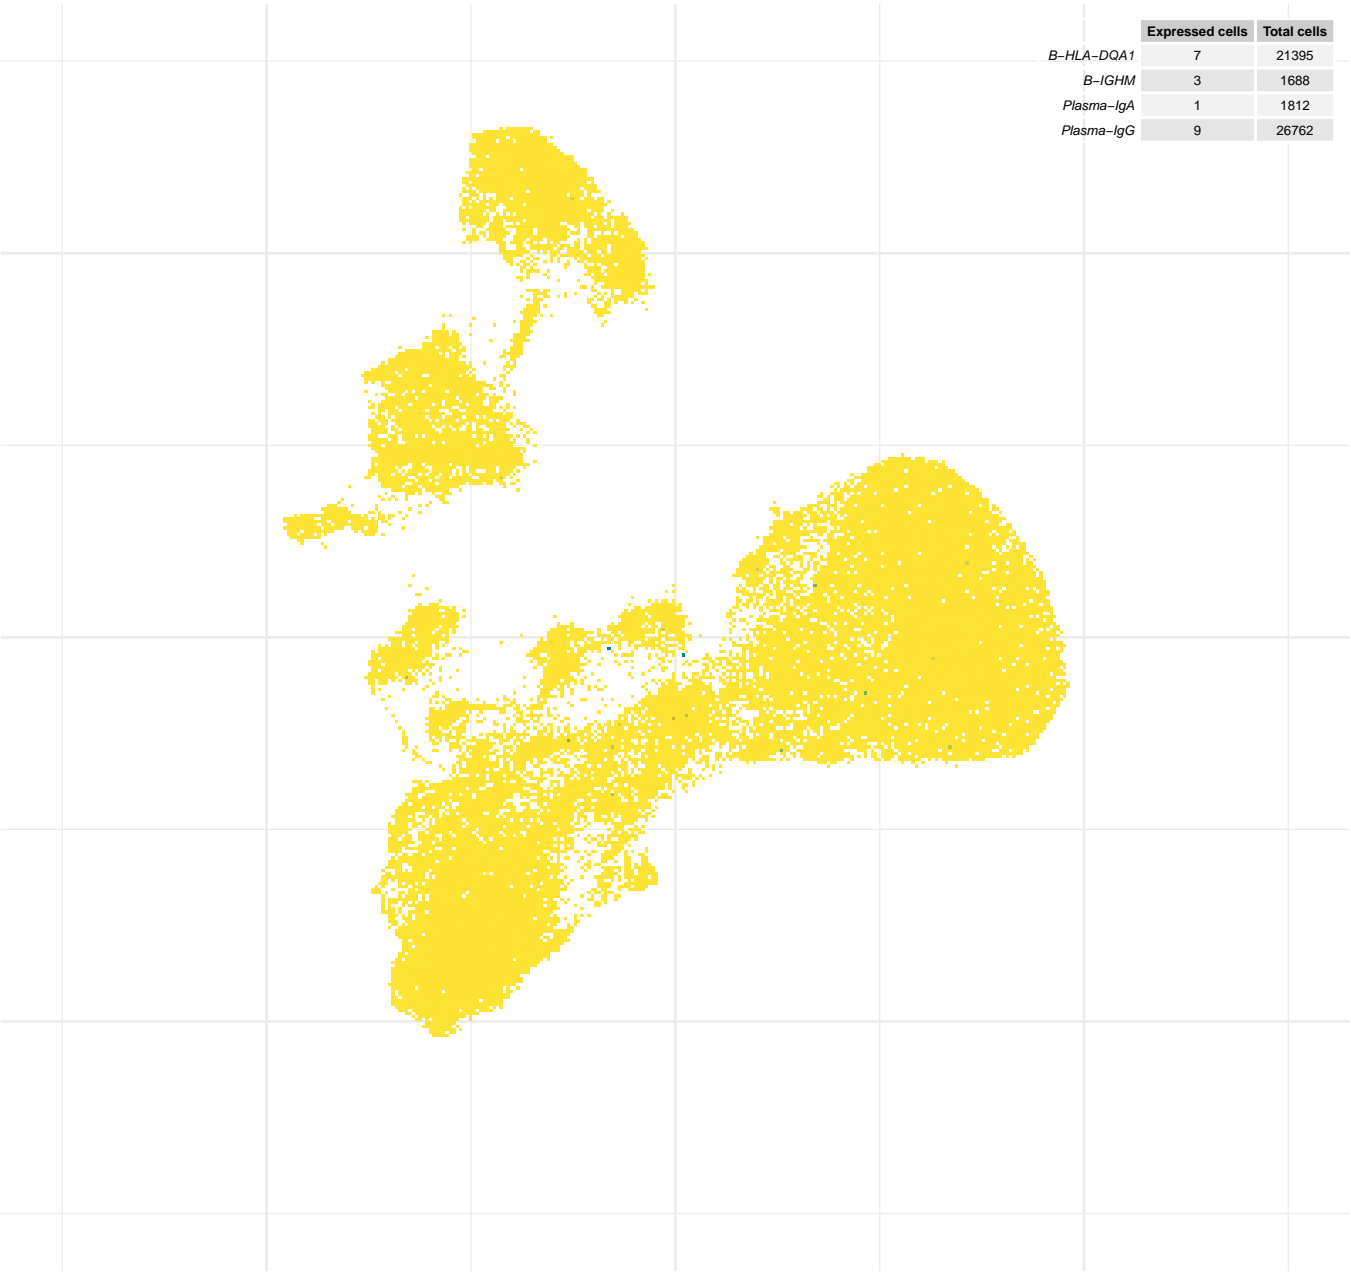 Expressed cells Total cells
B−HLA−DQA1 7 21395
B−IGHM 3 1688
Plasma−IgA 1 1812
Plasma−IgG 9 26762